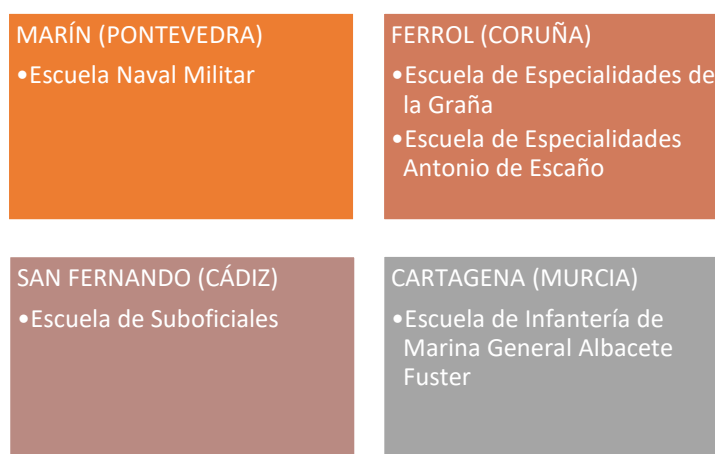 MARÍN (PONTEVEDRA)
•Escuela Naval Militar
FERROL (CORUÑA)
•Escuela de Especialidades de
la Graña
•Escuela de Especialidades
Antonio de Escaño
SAN FERNANDO (CÁDIZ)
•Escuela de Suboficiales
CARTAGENA (MURCIA)
•Escuela de Infantería de
Marina General Albacete
Fuster